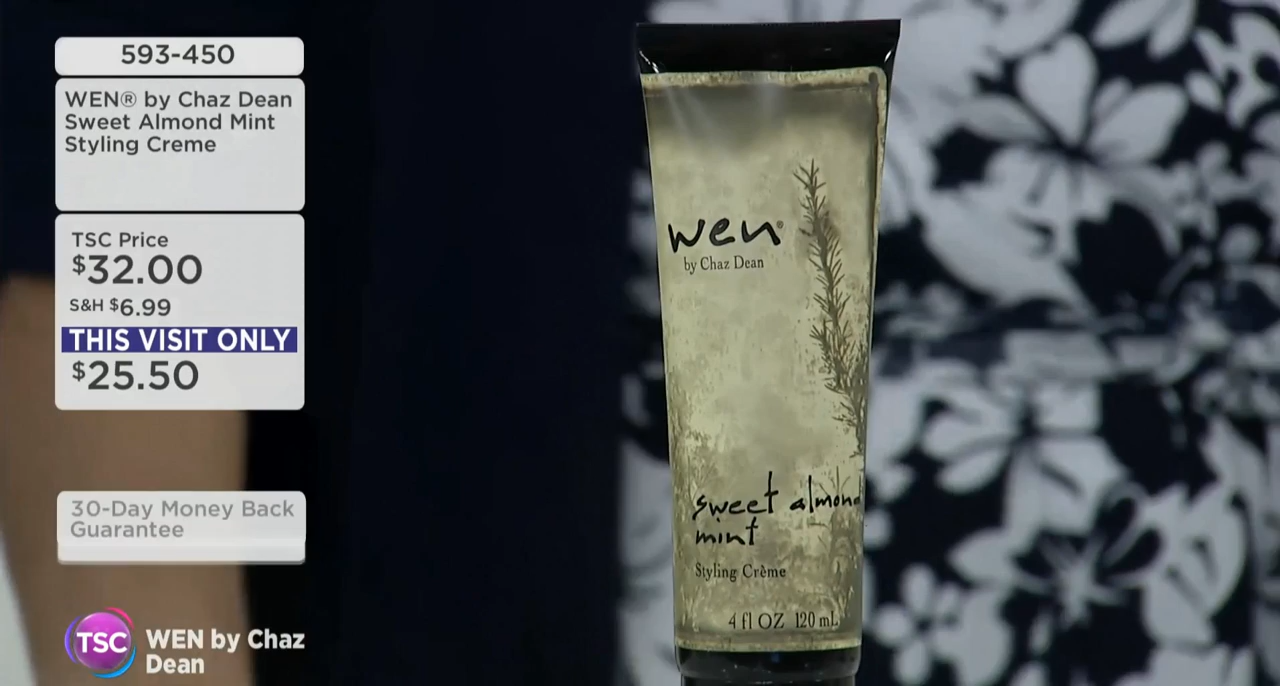 593-450
WEN® by Chaz Dean
Sweet Almond Mint
Styling Creme
TSC Price
$32.00
S&H $6.99
THIS VISIT ONLY
$25.50
30-Day Money Back
Guarantee
TSC
WEN by Chaz
Dean
wen®
by Chaz Dean
sweet almond
mint
Styling Crème
4 fl OZ 120 mL